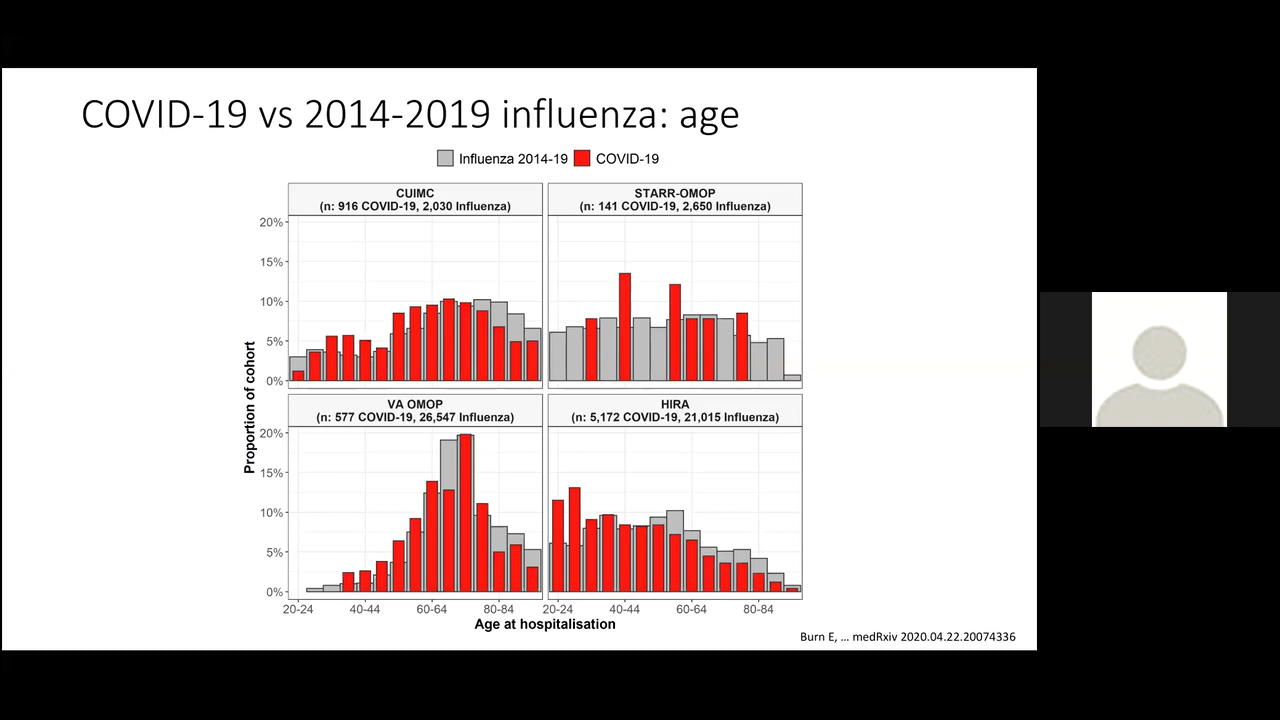 COVID-19 vs 2014-2019 influenza: age
Influenza 2014-19 COVID-19
CUIMC
(n: 916 COVID-19, 2,030 Influenza)
STARR-OMOP
(n: 141 COVID-19, 2,650 Influenza)
20%
15%
10%
5%
0%
VA OMOP
(n: 577 COVID-19, 26,547 Influenza)
HIRA
(n: 5,172 COVID-19, 21,015 Influenza)
20%
15%
10%
5%
0%
Proportion of cohort
20-24 40-44 60-64 80-84 20-24 40-44 60-64 80-84
Age at hospitalisation
Burn E, ... medRxiv 2020.04.22.20074336